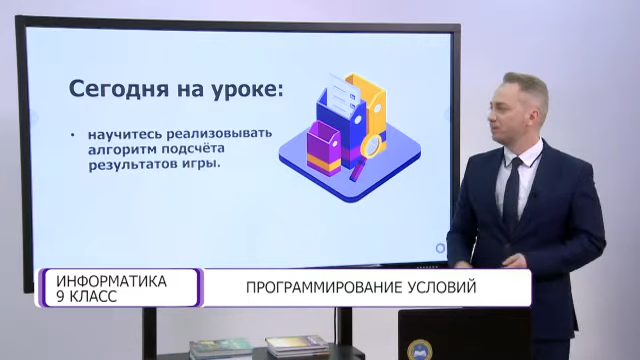 Сегодня на уроке:
• научитесь реализовывать
алгоритм подсчёта
результатов игры.
ИНФОРМАТИКА
9 КЛАСС
ПРОГРАММИРОВАНИЕ УСЛОВИЙ